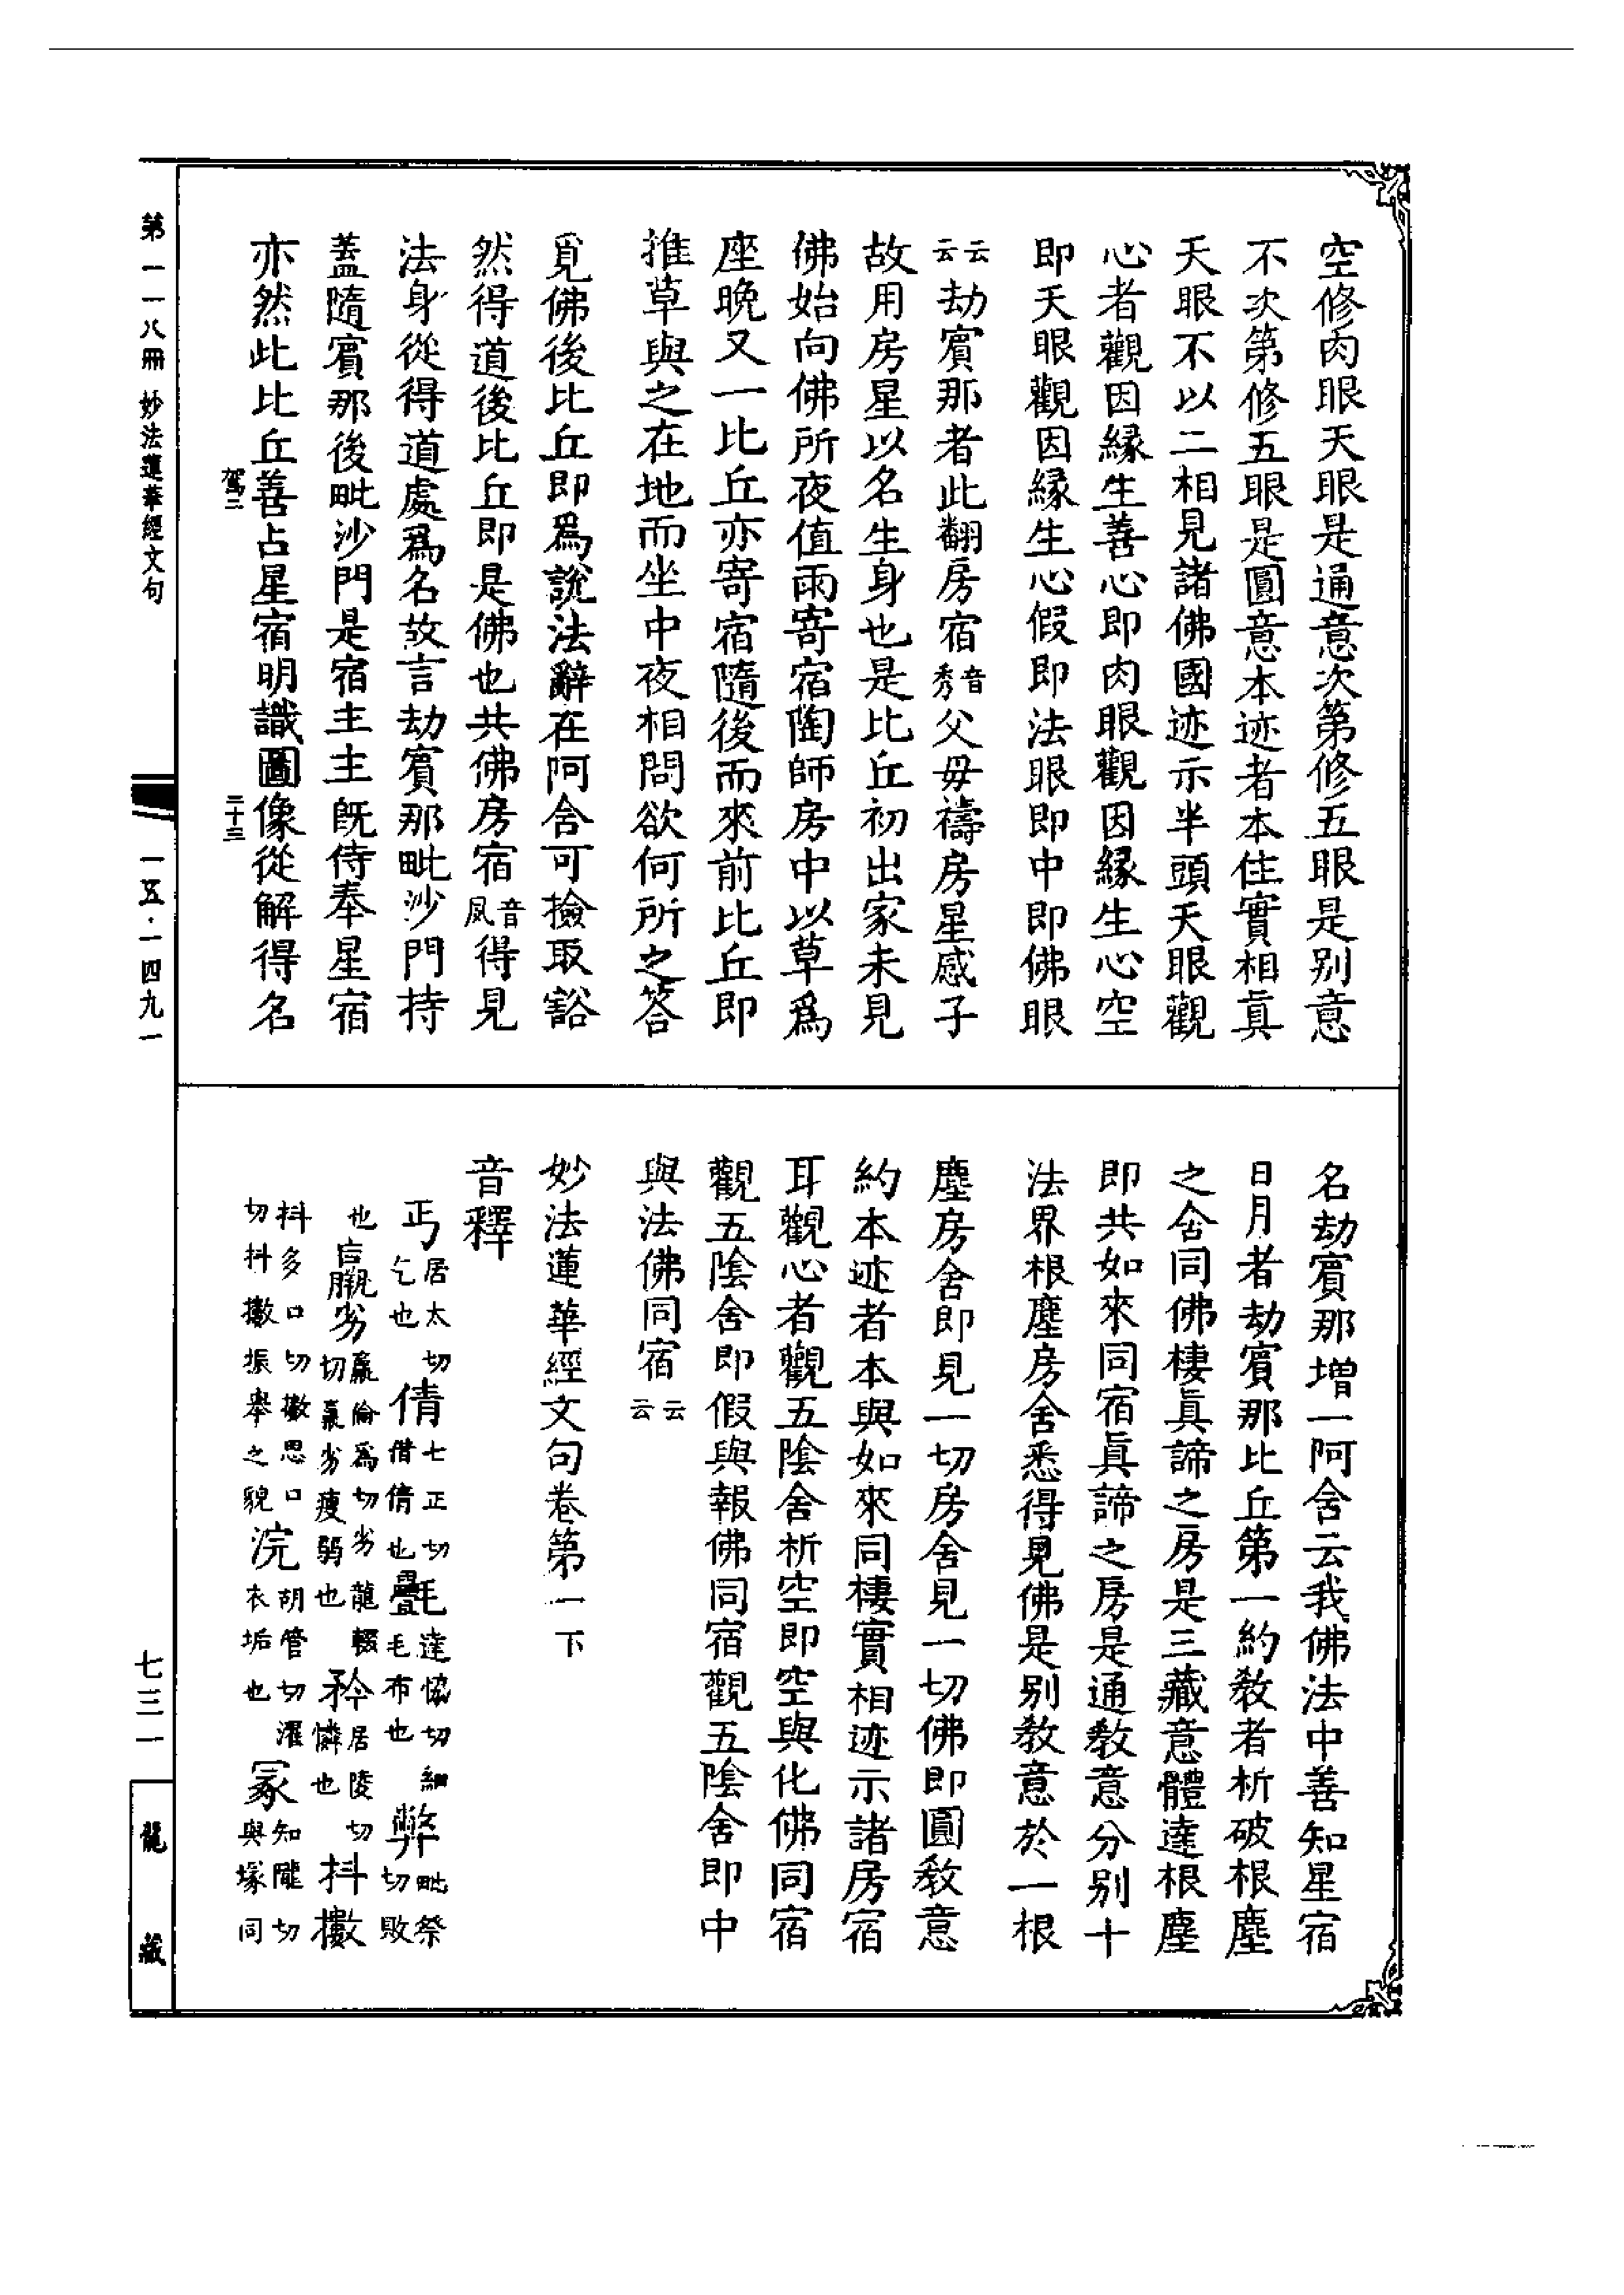 空修肉眼天眼是通意次第修五眼是别意
不次第修五眼是圓意本迹者本住實相真
天眼不以二相見諸佛國迹示半頭天眼觀
心者觀因緣生善心即肉眼觀因緣生心空
即天眼觀因緣生心假即法眼即中即佛眼
云云劫賓那者此翻房宿音秀父毋禱房星感子
故用房星以名生身也是比丘初出家未見
佛始向佛所夜值雨寄宿陶師房中以草爲
座晚又一比丘亦寄宿隨後而來前比丘即
推草與之在地而坐中夜相問欲何所之答
覓佛後比丘即爲說法辭在阿含可撿取豁
然得道後比丘即是佛也共佛房宿音夙得見
法身從得道處爲名故言劫賓那毗沙門持
蓋隨賓那後毗沙門是宿主主旣侍奉星宿
亦然此比丘善占星宿明識圖像從解得名
駕三 二十三
名劫賓那增一阿含云我佛法中善知星宿
日月者劫賓那比丘第一約教者析破根塵
之舍同佛棲真諦之房是三藏意體達根塵
即共如來同宿真諦之房是通教意分别十
法界根塵房舍悉得見佛是别教意於一根
塵房舍即見一切房舍見一切佛即圓教意
約本迹者本與如來同棲實相迹示諸房宿
耳觀心者觀五陰舍析空即空與化佛同宿
觀五陰舍即假與報佛同宿觀五陰舍即中
與法佛同宿云云
妙法蓮華經文句卷第一下
音釋
丐居太切乞也 倩七正切借倩也 㲲達協切細毛布也 弊毗祭切敗
也 羸劣羸倫爲切劣龍輟切羸劣瘦弱也 矜居陵切憐也 抖擻
抖多口切擻思口切抖擻振舉之貌 浣胡管切濯衣垢也 冢知隴切與塚同
第一一八冊 妙法蓮華經文句
一五·一四九一
七三一
龍藏